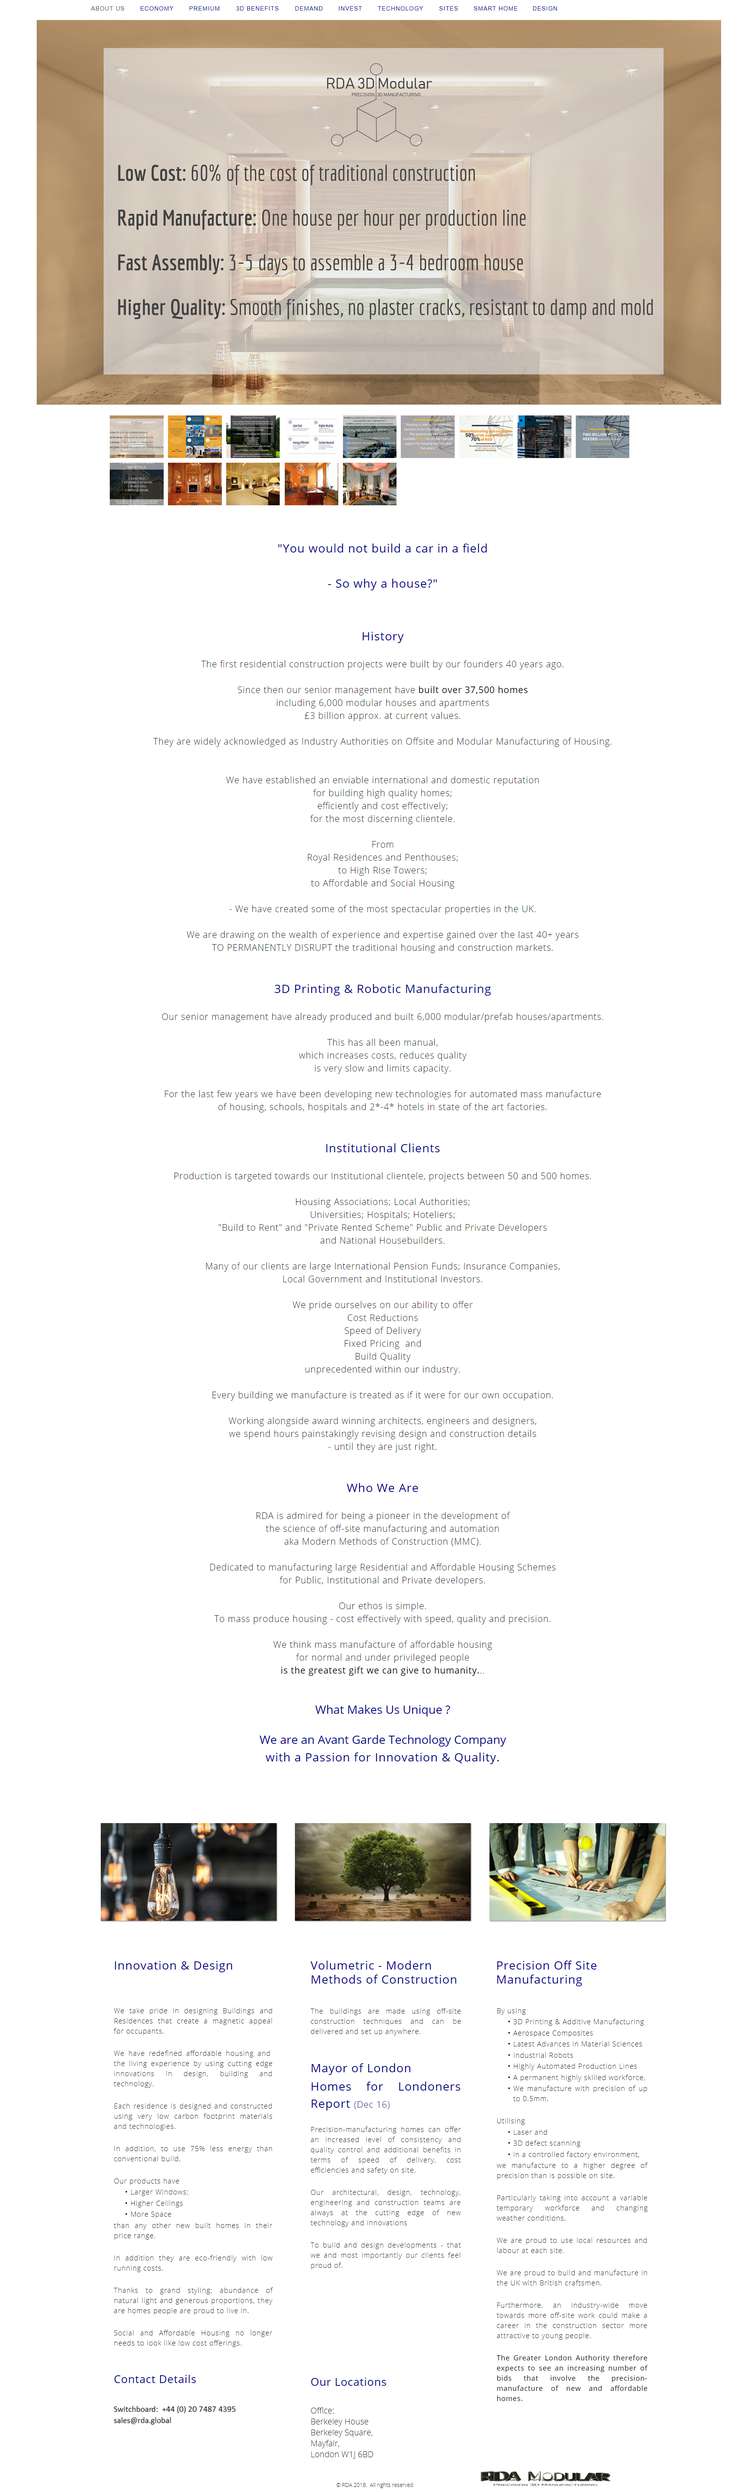 ABOUT US ECONOMY PREMIUM 3D BENEFITS DEMAND INVEST TECHNOLOGY SITES SMART HOME DESIGN
RDA 3D Modular
PRECISION 3D MANUFACTURING
Low Cost: 60% of the cost of traditional construction
Rapid Manufacture: One house per hour per production line
Fast Assembly: 3-5 days to assemble a 3-4 bedroom house
Higher Quality: Smooth finishes, no plaster cracks, resistant to damp and mold
"You would not build a car in a field
- So why a house?"
History
The first residential construction projects were built by our founders 40 years ago.
Since then our senior management have built over 37,500 homes
including 6,000 modular houses and apartments
£3 billion approx. at current values.
They are widely acknowledged as Industry Authorities on Offsite and Modular Manufacturing of Housing.
We have established an enviable international and domestic reputation
for building high quality homes;
efficiently and cost effectively;
for the most discerning clientele.
From
Royal Residences and Penthouses;
to High Rise Towers;
to Affordable and Social Housing
- We have created some of the most spectacular properties in the UK.
We are drawing on the wealth of experience and expertise gained over the last 40+ years
TO PERMANENTLY DISRUPT the traditional housing and construction markets.
3D Printing & Robotic Manufacturing
Our senior management have already produced and built 6,000 modular/prefab houses/apartments.
This has all been manual,
which increases costs, reduces quality
is very slow and limits capacity.
For the last few years we have been developing new technologies for automated mass manufacture
of housing, schools, hospitals and 2*-4* hotels in state of the art factories.
Institutional Clients
Production is targeted towards our Institutional clientele, projects between 50 and 500 homes.
Housing Associations; Local Authorities;
Universities; Hospitals; Hoteliers;
"Build to Rent" and "Private Rented Scheme" Public and Private Developers
and National Housebuilders.
Many of our clients are large International Pension Funds; Insurance Companies,
Local Government and Institutional Investors.
We pride ourselves on our ability to offer
Cost Reductions
Speed of Delivery
Fixed Pricing and
Build Quality
unprecedented within our industry.
Every building we manufacture is treated as if it were for our own occupation.
Working alongside award winning architects, engineers and designers,
we spend hours painstakingly revising design and construction details
- until they are just right.
Who We Are
RDA is admired for being a pioneer in the development of
the science of off-site manufacturing and automation
aka Modern Methods of Construction (MMC).
Dedicated to manufacturing large Residential and Affordable Housing Schemes
for Public, Institutional and Private developers.
Our ethos is simple.
To mass produce housing - cost effectively with speed, quality and precision.
We think mass manufacture of affordable housing
for normal and under privileged people
is the greatest gift we can give to humanity...
What Makes Us Unique ?
We are an Avant Garde Technology Company
with a Passion for Innovation & Quality.
Innovation & Design
We take pride in designing Buildings and
Residences that create a magnetic appeal
for occupants.
We have redefined affordable housing and
the living experience by using cutting edge
innovations in design, building and
technology.
Each residence is designed and constructed
using very low carbon footprint materials
and technologies.
In addition, to use 75% less energy than
conventional build.
Our products have
• Larger Windows;
• Higher Ceilings
• More Space
than any other new built homes in their
price range.
In addition they are eco-friendly with low
running costs.
Thanks to grand styling; abundance of
natural light and generous proportions, they
are homes people are proud to live in.
Social and Affordable Housing no longer
needs to look like low cost offerings.
Contact Details
Switchboard: +44 (0) 20 7487 4395
sales@rda.global
Volumetric - Modern
Methods of Construction
The buildings are made using off-site
construction techniques and can be
delivered and set up anywhere.
Mayor of London
Homes for Londoners
Report (Dec 16)
Precision-manufacturing homes can offer
an increased level of consistency and
quality control and additional benefits in
terms of speed of delivery, cost
efficiencies and safety on site.
Our architectural, design, technology,
engineering and construction teams are
always at the cutting edge of new
technology and innovations
To build and design developments - that
we and most importantly our clients feel
proud of.
Our Locations
Office:
Berkeley House
Berkeley Square,
Mayfair,
London W1J 6BD
Precision Off Site
Manufacturing
By using
• 3D Printing & Additive Manufacturing
• Aerospace Composites
• Latest Advances in Material Sciences
• Industrial Robots
• Highly Automated Production Lines
• A permanent highly skilled workforce,
• We manufacture with precision of up
to 0.5mm.
Utilising
• Laser and
• 3D defect scanning
• in a controlled factory environment,
we manufacture to a higher degree of
precision than is possible on site.
Particularly taking into account a variable
temporary workforce and changing
weather conditions.
We are proud to use local resources and
labour at each site.
We are proud to build and manufacture in
the UK with British craftsmen.
Furthermore, an industry-wide move
towards more off-site work could make a
career in the construction sector more
attractive to young people.
The Greater London Authority therefore
expects to see an increasing number of
bids that involve the precision-
manufacture of new and affordable
homes.
RDA MODULAR
© RDA 2018. All rights reserved